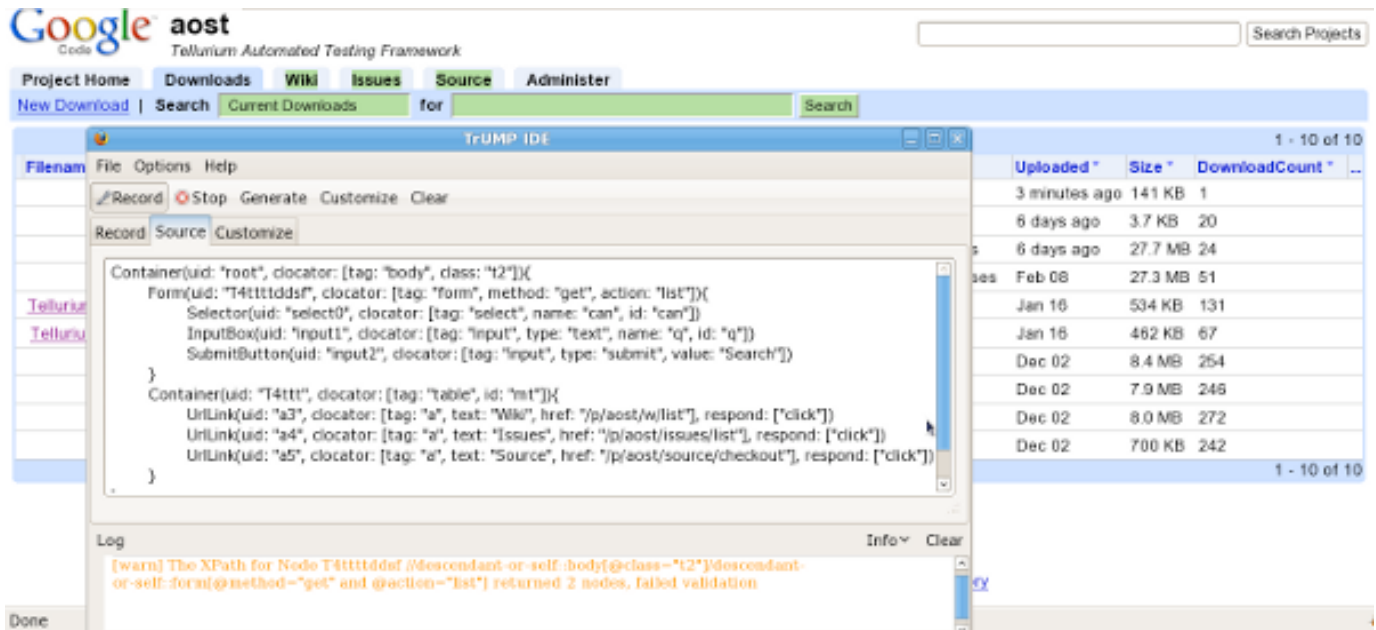 Google aost
Code Tellurium Automated Testing Framework
Search Projects
Project Home Downloads Wiki Issues Source Administer
New Download | Search Current Downloads for Search
1 - 10 of 10
Filenam Uploaded Size DownloadCount ...
3 minutes ago 141 KB 1
6 days ago 3.7 KB 20
s 6 days ago 27.7 MB 24
ses Feb 08 27.3 MB 51
Telluriur Jan 16 534 KB 131
Telluriu Jan 16 462 KB 67
Dec 02 8.4 MB 254
Dec 02 7.9 MB 246
Dec 02 8.0 MB 272
Dec 02 700 KB 242
1 - 10 of 10
TrUMP IDE
File Options Help
Record Stop Generate Customize Clear
Record Source Customize
Container(uid: "root", clocator: [tag: "body", class: "t2"]){
Form(uid: "T4ttttddsf", clocator: [tag: "form", method: "get", action: "list"]){
Selector(uid: "select0", clocator: [tag: "select", name: "can", id: "can"])
InputBox(uid: "input1", clocator: [tag: "input", type: "text", name: "q", id: "q"])
SubmitButton(uid: "input2", clocator: [tag: "input", type: "submit", value: "Search"])
}
Container(uid: "T4ttt", clocator: [tag: "table", id: "mt"]){
UrlLink(uid: "a3", clocator: [tag: "a", text: "Wiki", href: "/p/aost/w/list"], respond: ["click"])
UrlLink(uid: "a4", clocator: [tag: "a", text: "Issues", href: "/p/aost/issues/list"], respond: ["click"])
UrlLink(uid: "a5", clocator: [tag: "a", text: "Source", href: "/p/aost/source/checkout"], respond: ["click"])
}
Log Info Clear
[warn] The XPath for Node T4ttttddsf //descendant-or-self::body[@class="t2"]/descendant-
or-self::form[@method="get" and @action="list"] returned 2 nodes, failed validation
ry
Done